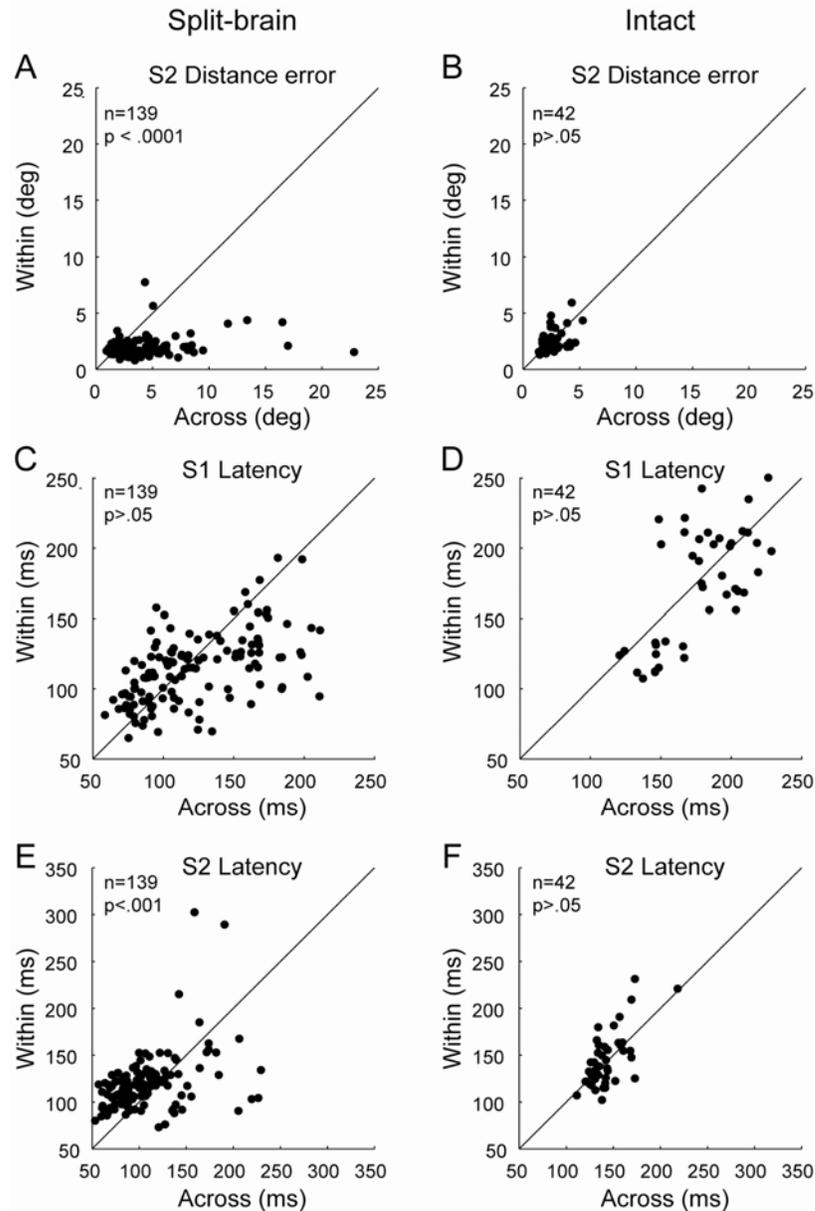 Split-brain
Intact
A
S2 Distance error
n=139
p < .0001
25
20
15
10
5
0
Within (deg)
0 5 10 15 20 25
Across (deg)
B
S2 Distance error
n=42
p>.05
25
20
15
10
5
0
Within (deg)
0 5 10 15 20 25
Across (deg)
C
S1 Latency
n=139
p>.05
250
200
150
100
50
Within (ms)
50 100 150 200 250
Across (ms)
D
S1 Latency
n=42
p>.05
250
200
150
100
50
Within (ms)
50 100 150 200 250
Across (ms)
E
S2 Latency
n=139
p<.001
350
300
250
200
150
100
50
Within (ms)
50 100 150 200 250 300 350
Across (ms)
F
S2 Latency
n=42
p>.05
350
300
250
200
150
100
50
Within (ms)
50 100 150 200 250 300 350
Across (ms)